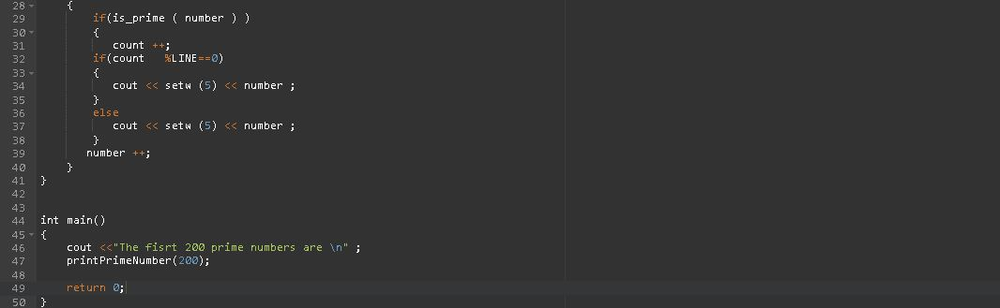 28 {
29 if(is_prime ( number ) )
30 {
31 count ++;
32 if(count %LINE==0)
33 {
34 cout << setw (5) << number ;
35 }
36 else
37 cout << setw (5) << number ;
38 }
39 number ++;
40 }
41 }
42
43
44 int main()
45 {
46 cout <<"The fisrt 200 prime numbers are \n" ;
47 printPrimeNumber(200);
48
49 return 0;
50 }